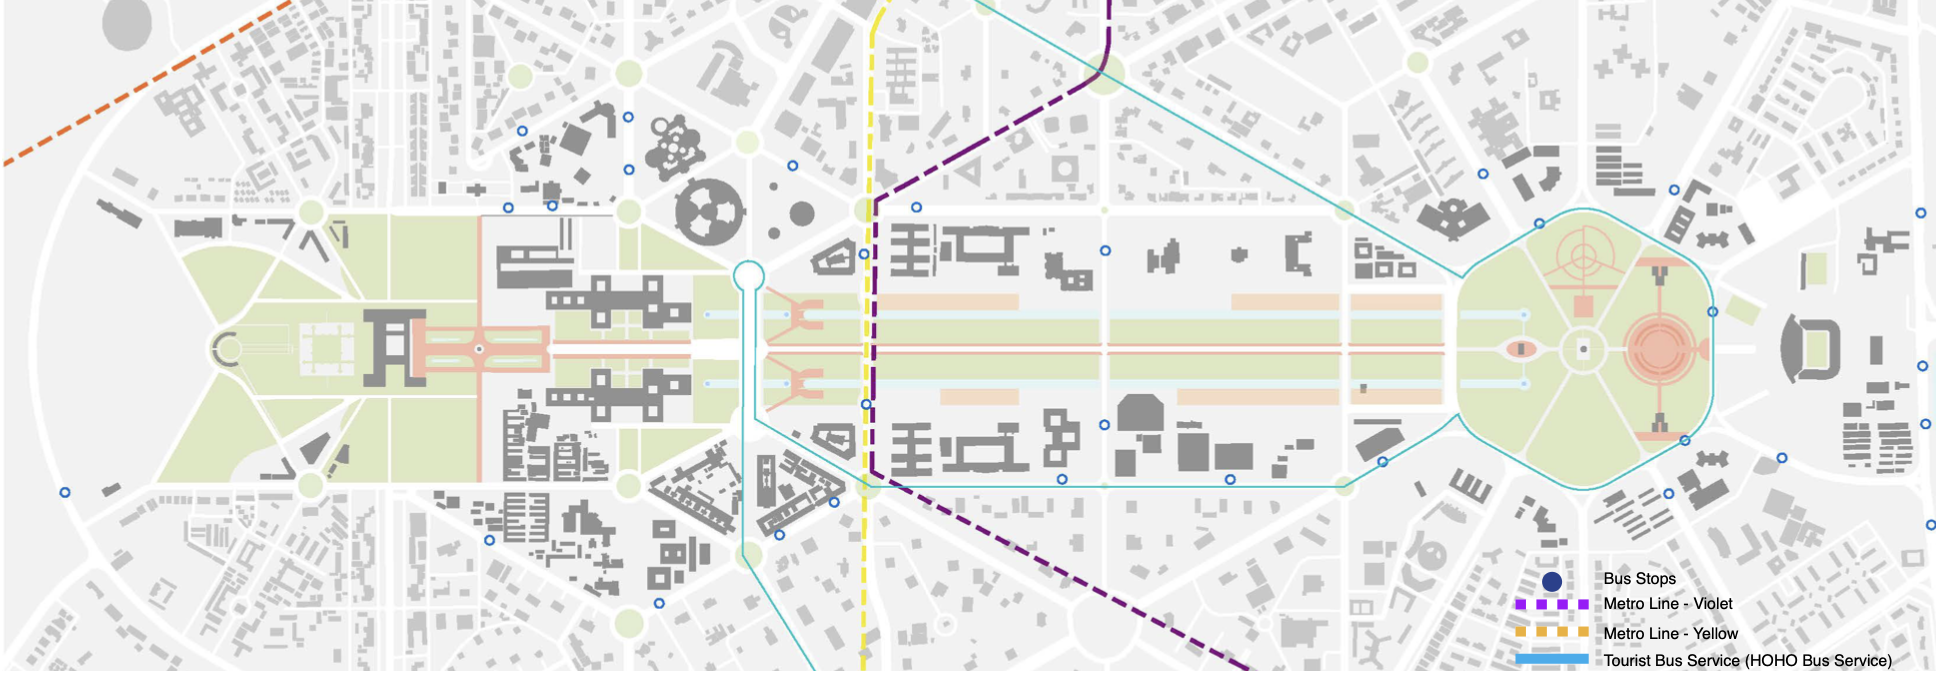 Bus Stops
Metro Line - Violet
Metro Line - Yellow
Tourist Bus Service (HOHO Bus Service)